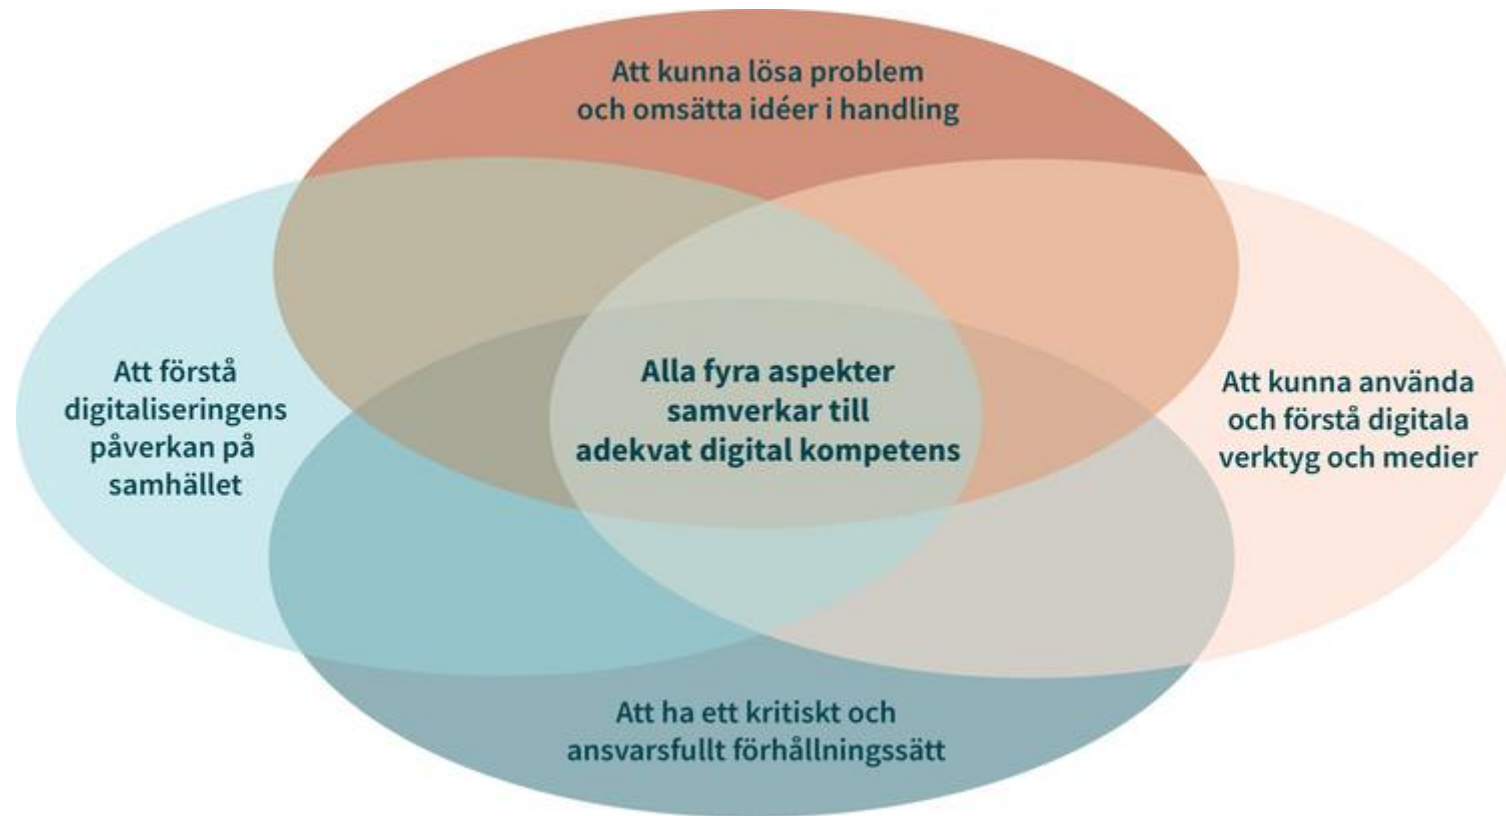 Att kunna lösa problem
och omsätta idéer i handling
Att förstå
digitaliseringens
påverkan på
samhället
Alla fyra aspekter
samverkar till
adekvat digital kompetens
Att kunna använda
och förstå digitala
verktyg och medier
Att ha ett kritiskt och
ansvarsfullt förhållningssätt